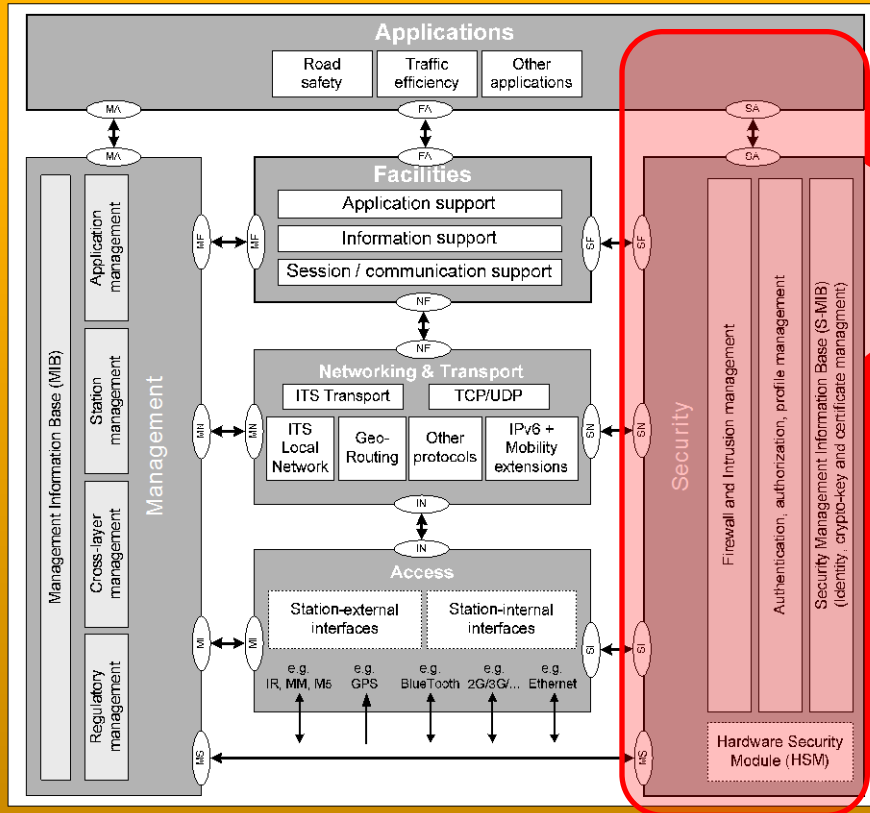 Applications
Road
safety
Traffic
efficiency
Other
applications
MA
FA
SA
MA
FA
SA
Management Information Base (MIB)
Application
management
Station
management
Cross-layer
management
Regulatory
management
Management
MF
MN
MI
MS
MF
Facilities
Application support
Information support
Session / communication support
SF
NF
NF
MN
Networking & Transport
ITS Transport
TCP/UDP
ITS
Local
Network
Geo-
Routing
Other
protocols
IPv6 +
Mobility
extensions
SN
IN
IN
MI
Access
Station-external
interfaces
Station-internal
interfaces
SI
e.g.
IR, MM, M5
e.g.
GPS
e.g.
BlueTooth
e.g.
2G/3G/...
e.g.
Ethernet
SF
SN
SI
MS
Security
Firewall and Intrusion management
Authentication, authorization, profile management
Security Management Information Base (S-MIB)
(Identity, crypto-key and certificate managment)
Hardware Security
Module (HSM)